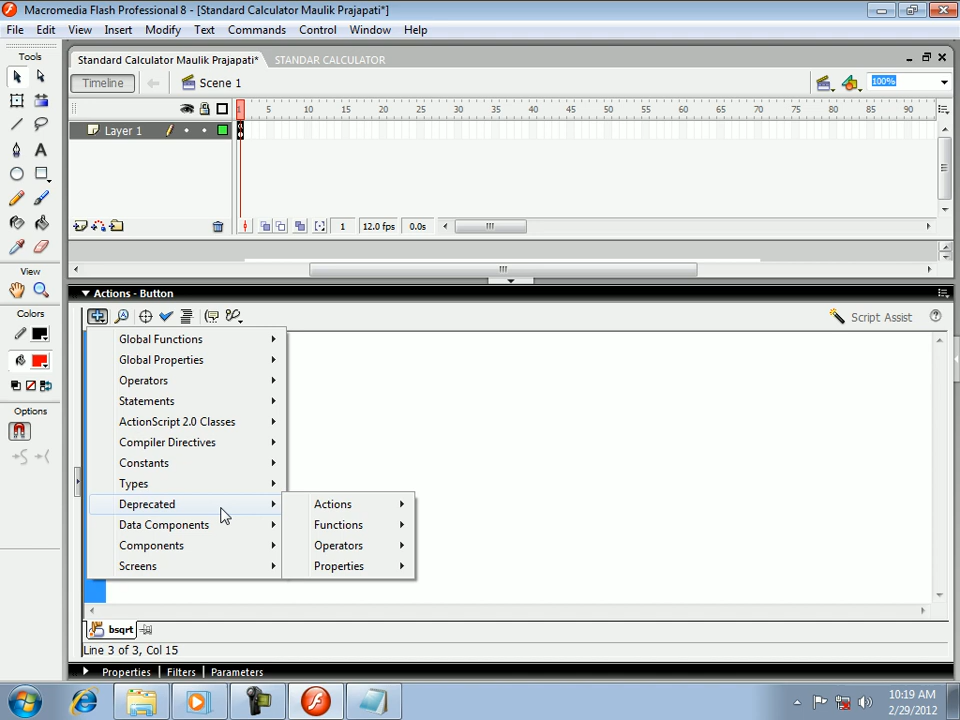 Macromedia Flash Professional 8 - [Standard Calculator Maulik Prajapati*]
File Edit View Insert Modify Text Commands Control Window Help
Tools
Standard Calculator Maulik Prajapati* STANDAR CALCULATOR
Timeline Scene 1 100%
1 5 10 15 20 25 30 35 40 45 50 55 60 65 70 75 80 85 90
Layer 1
1 12.0 fps 0.0s
View
Colors
Options
Actions - Button
Script Assist
Global Functions
Global Properties
Operators
Statements
ActionScript 2.0 Classes
Compiler Directives
Constants
Types
Deprecated
Data Components
Components
Screens
Actions
Functions
Operators
Properties
bsqrt
Line 3 of 3, Col 15
Properties Filters Parameters
10:19 AM
2/29/2012